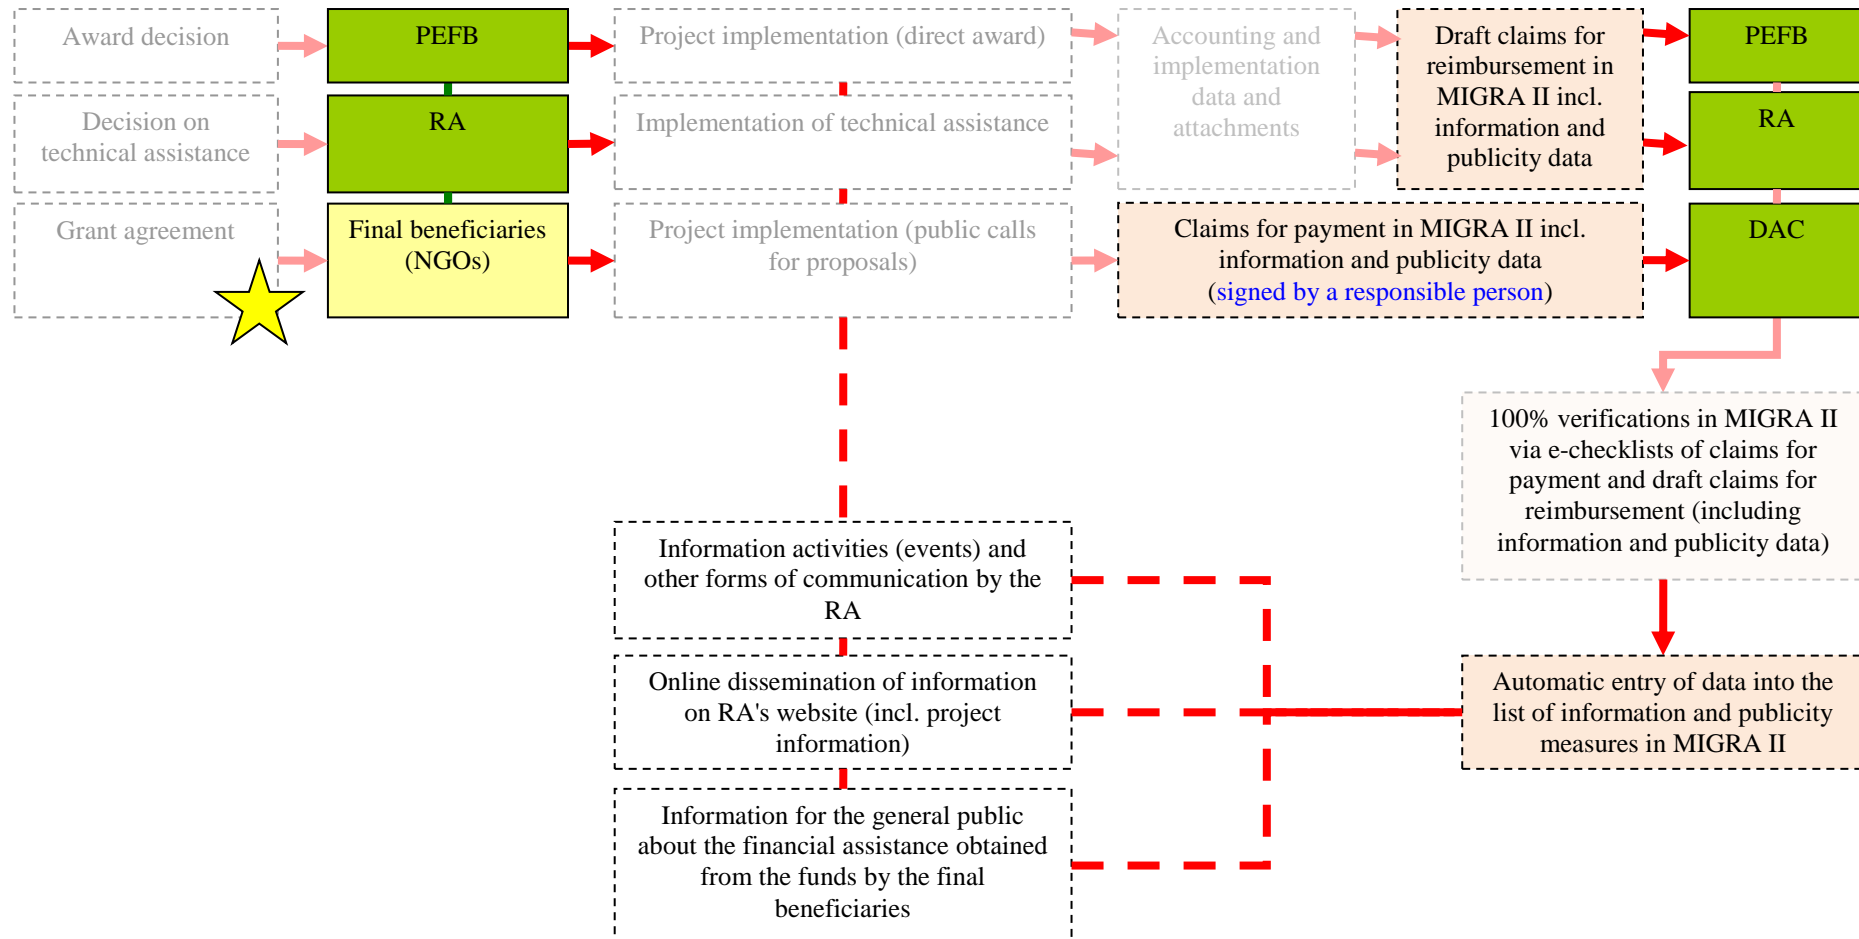 Award decision
PEFB
Project implementation (direct award)
Accounting and
implementation
data and
attachments
Draft claims for
reimbursement in
MIGRA II incl.
information and
publicity data
PEFB
Decision on
technical assistance
RA
Implementation of technical assistance
RA
Grant agreement
Final beneficiaries
(NGOs)
Project implementation (public calls
for proposals)
Claims for payment in MIGRA II incl.
information and publicity data
(signed by a responsible person)
DAC
100% verifications in MIGRA II
via e-checklists of claims for
payment and draft claims for
reimbursement (including
information and publicity data)
Information activities (events) and
other forms of communication by the
RA
Online dissemination of information
on RA's website (incl. project
information)
Automatic entry of data into the
list of information and publicity
measures in MIGRA II
Information for the general public
about the financial assistance obtained
from the funds by the final
beneficiaries